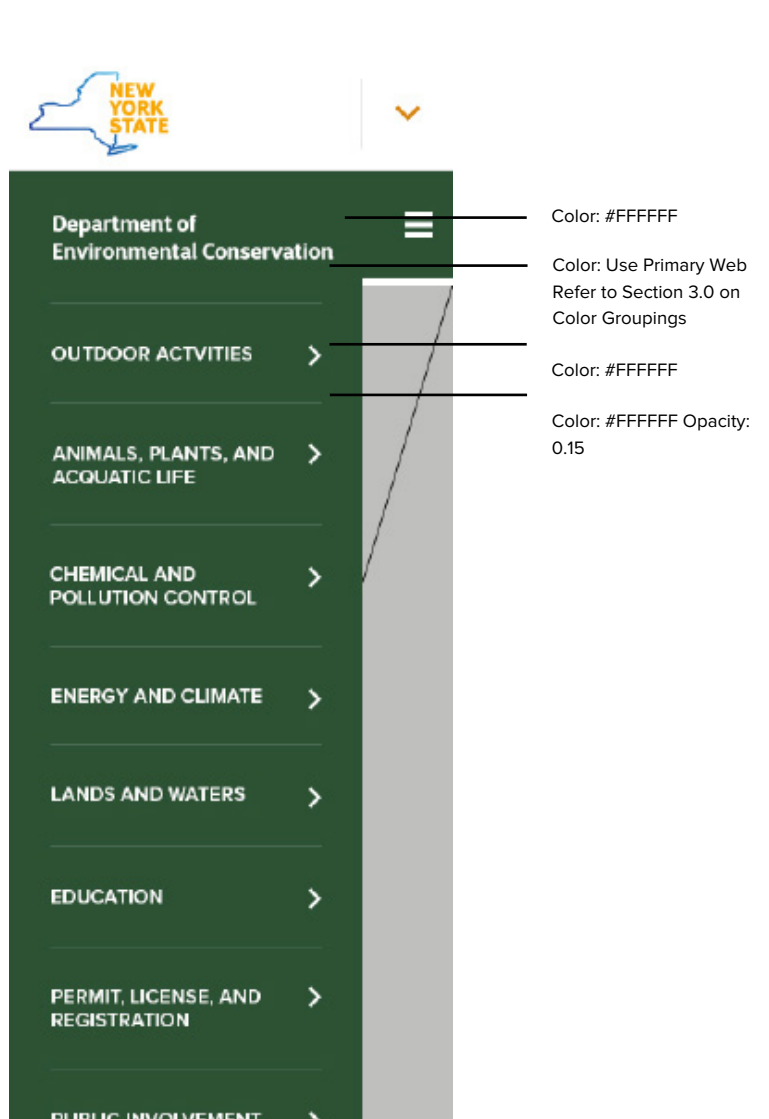 NEW
YORK
STATE
Department of
Environmental Conservation
Color: #FFFFFF
Color: Use Primary Web
Refer to Section 3.0 on
Color Groupings
Color: #FFFFFF
Color: #FFFFFF Opacity:
0.15
OUTDOOR ACTVITIES
ANIMALS, PLANTS, AND
ACQUATIC LIFE
CHEMICAL AND
POLLUTION CONTROL
ENERGY AND CLIMATE
LANDS AND WATERS
EDUCATION
PERMIT, LICENSE, AND
REGISTRATION
PUBLIC INVOLVEMENT